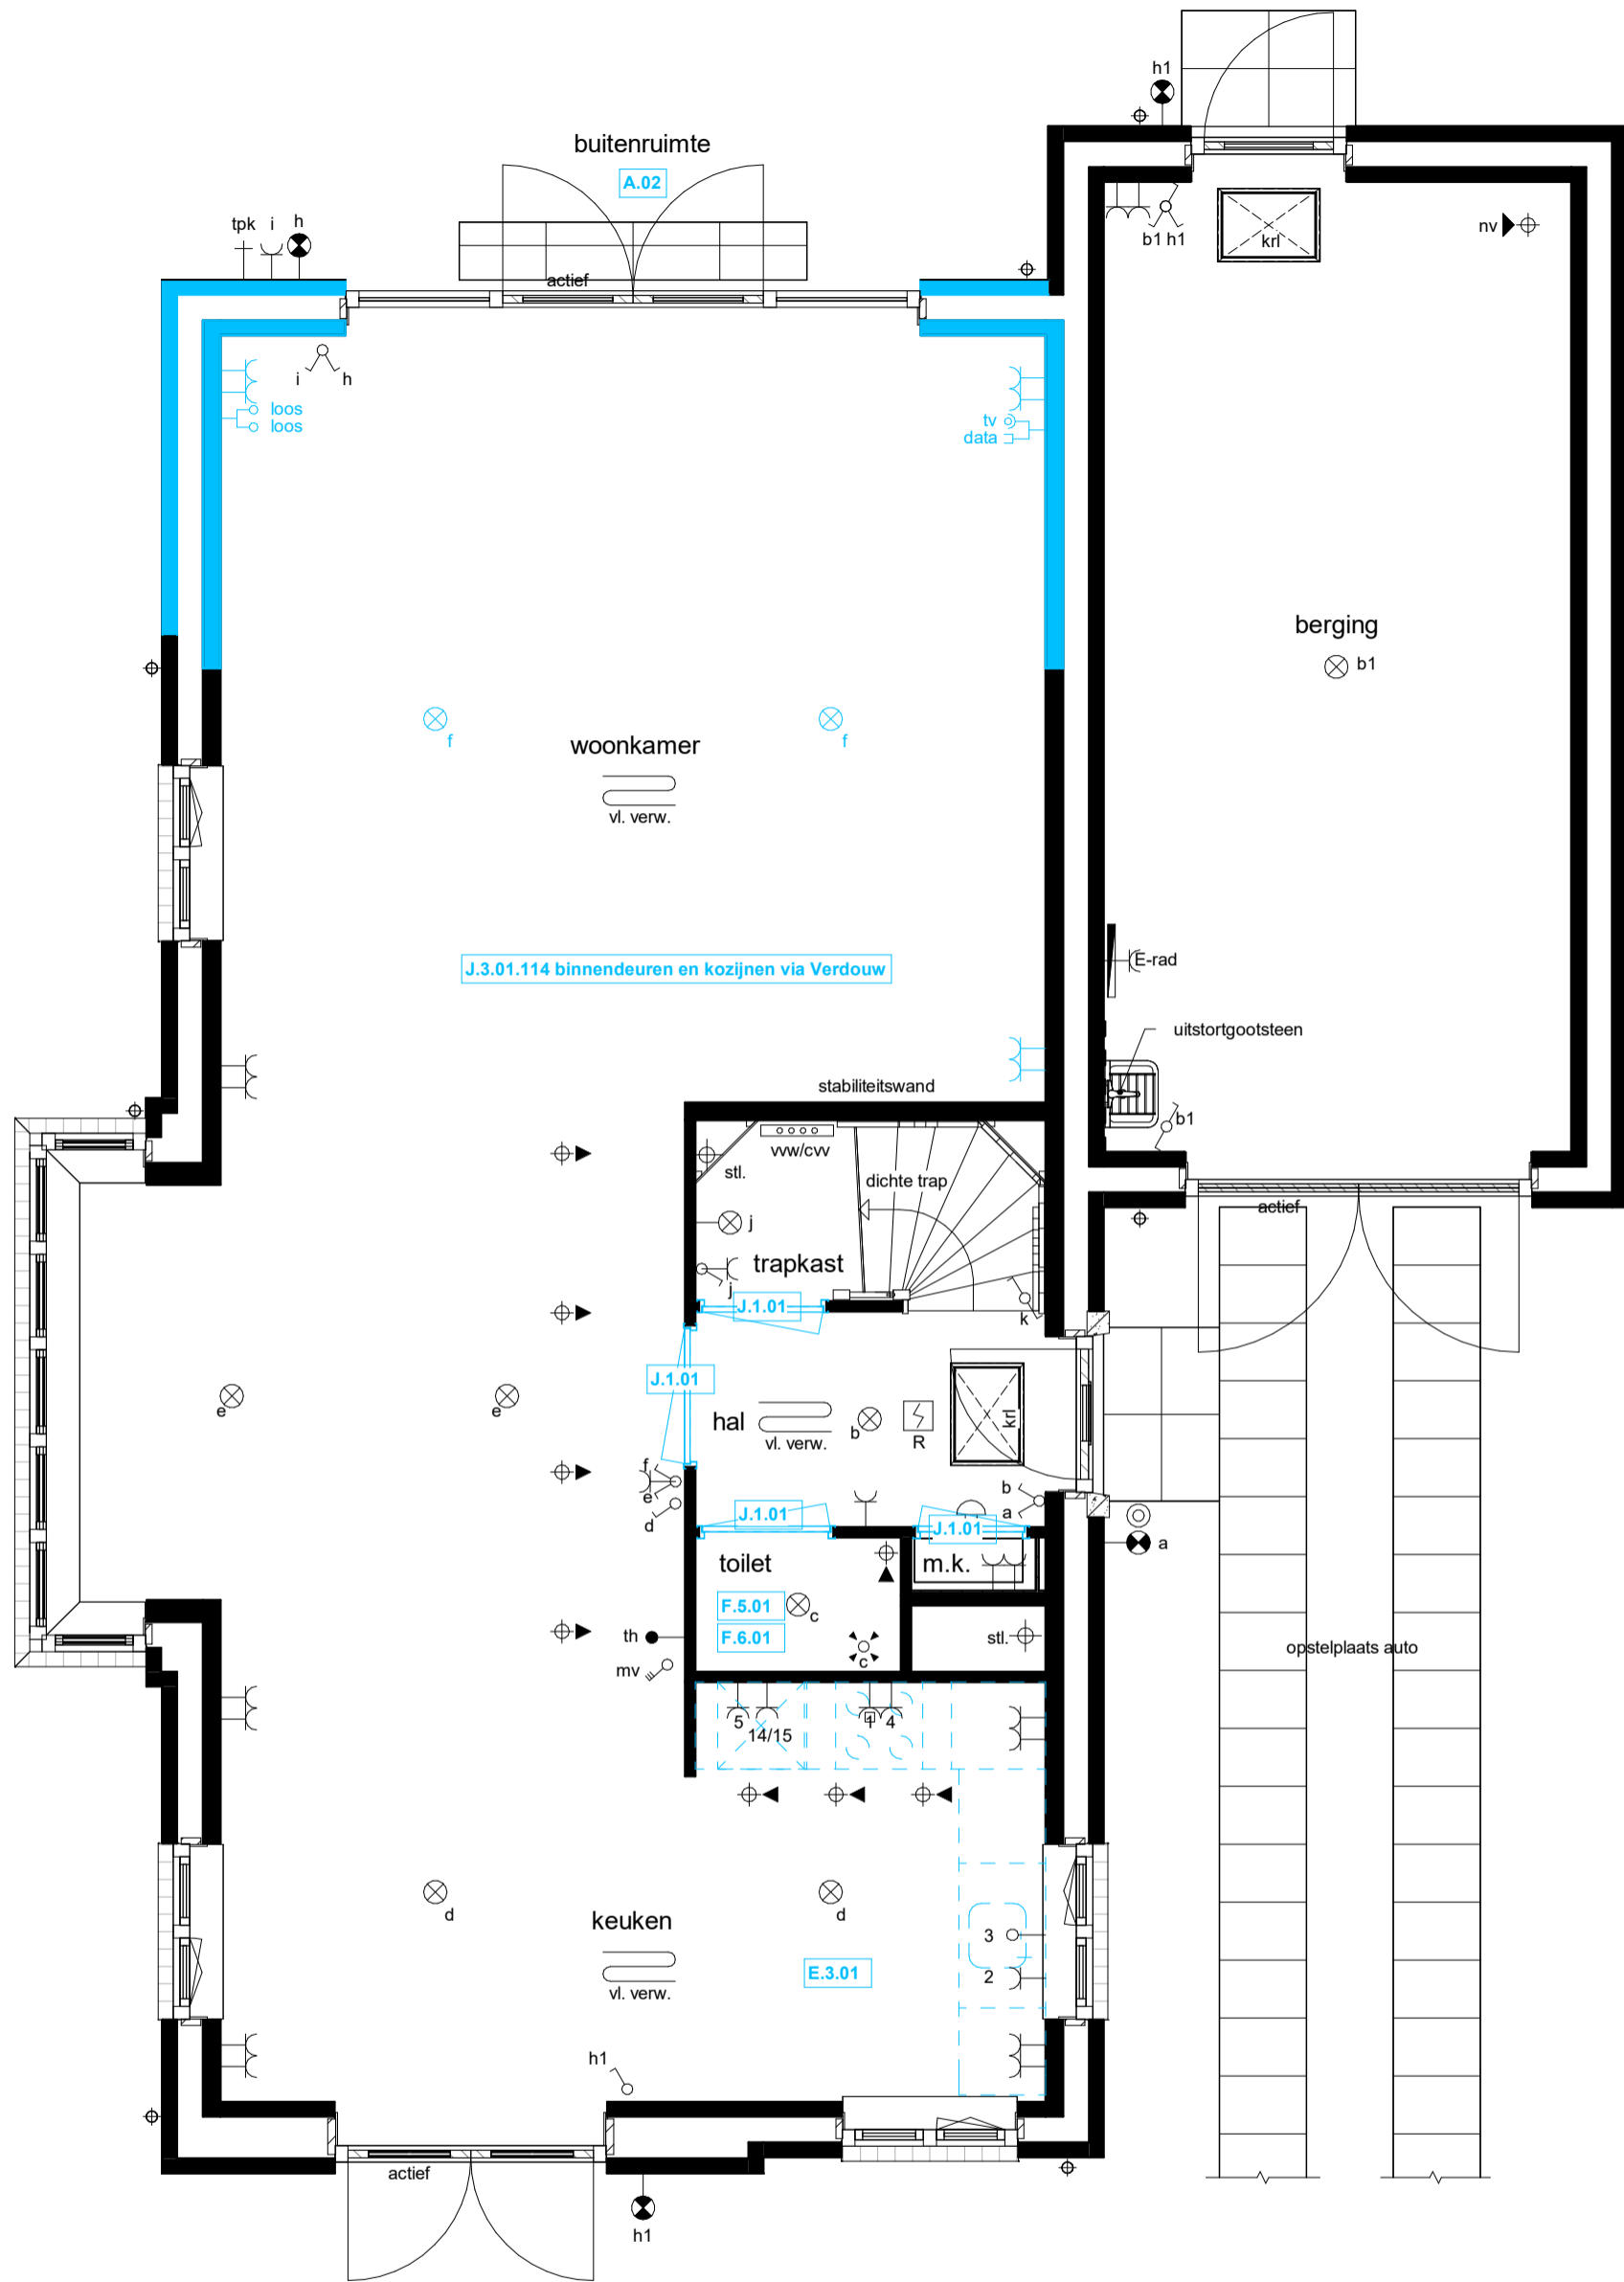 h1
buitenruimte
A.02
tpk i h
actief
b1 h1
krl
nv
i h
loos
loos
tv
data
berging
b1
f
f
woonkamer
vl. verw.
J.3.01.114 binnendeuren en kozijnen via Verdouw
E-rad
uitstortgootsteen
stabiliteitswand
b1
vvw/cvv
stl.
dichte trap
actief
j
trapkast
j
J.1.01
k
J.1.01
e
e
hal
vl. verw.
b
R
krl
f
e
d
b
a
J.1.01
J.1.01
a
toilet
m.k.
F.5.01
c
F.6.01
th
mv
c
stl.
opstelplaats auto
5
14/15
1 4
d
d
keuken
vl. verw.
3
2
E.3.01
h1
actief
h1